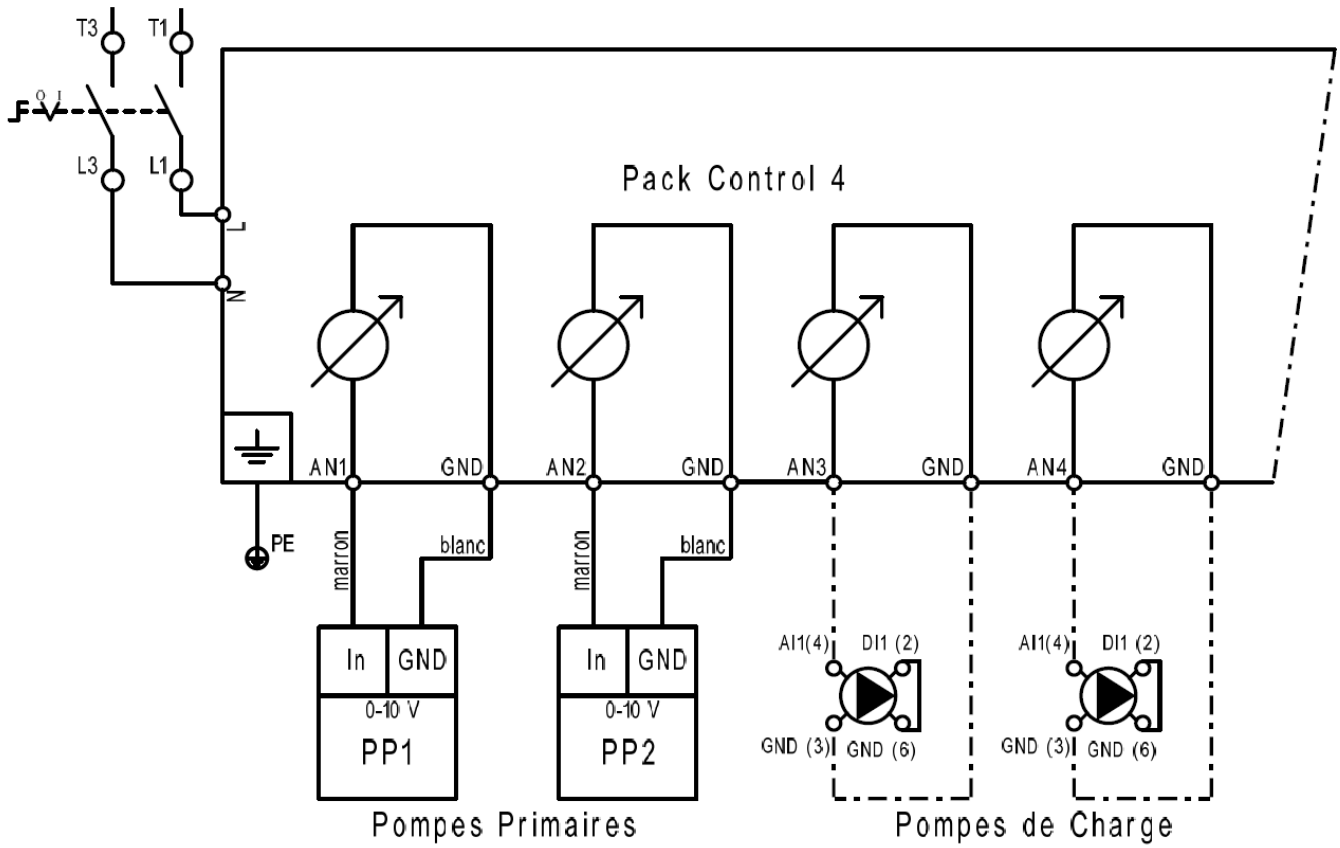 T3 T1
O I
L3 L1
Pack Control 4
L
N
AN1 GND AN2 GND AN3 GND AN4 GND
PE
marron blanc marron blanc
AI1(4) DI1 (2) AI1(4) DI1 (2)
In GND In GND
0-10 V 0-10 V
PP1 PP2
GND (3) GND (6) GND (3) GND (6)
Pompes Primaires Pompes de Charge